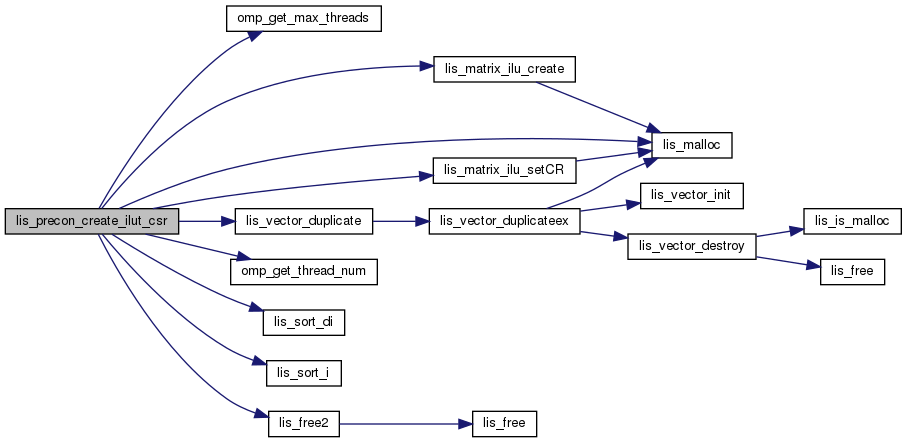 omp_get_max_threads
lis_matrix_ilu_create
lis_malloc
lis_matrix_ilu_setCR
lis_vector_init
lis_precon_create_ilut_csr
lis_vector_duplicate
lis_vector_duplicateex
lis_is_malloc
lis_vector_destroy
omp_get_thread_num
lis_free
lis_sort_di
lis_sort_i
lis_free2
lis_free